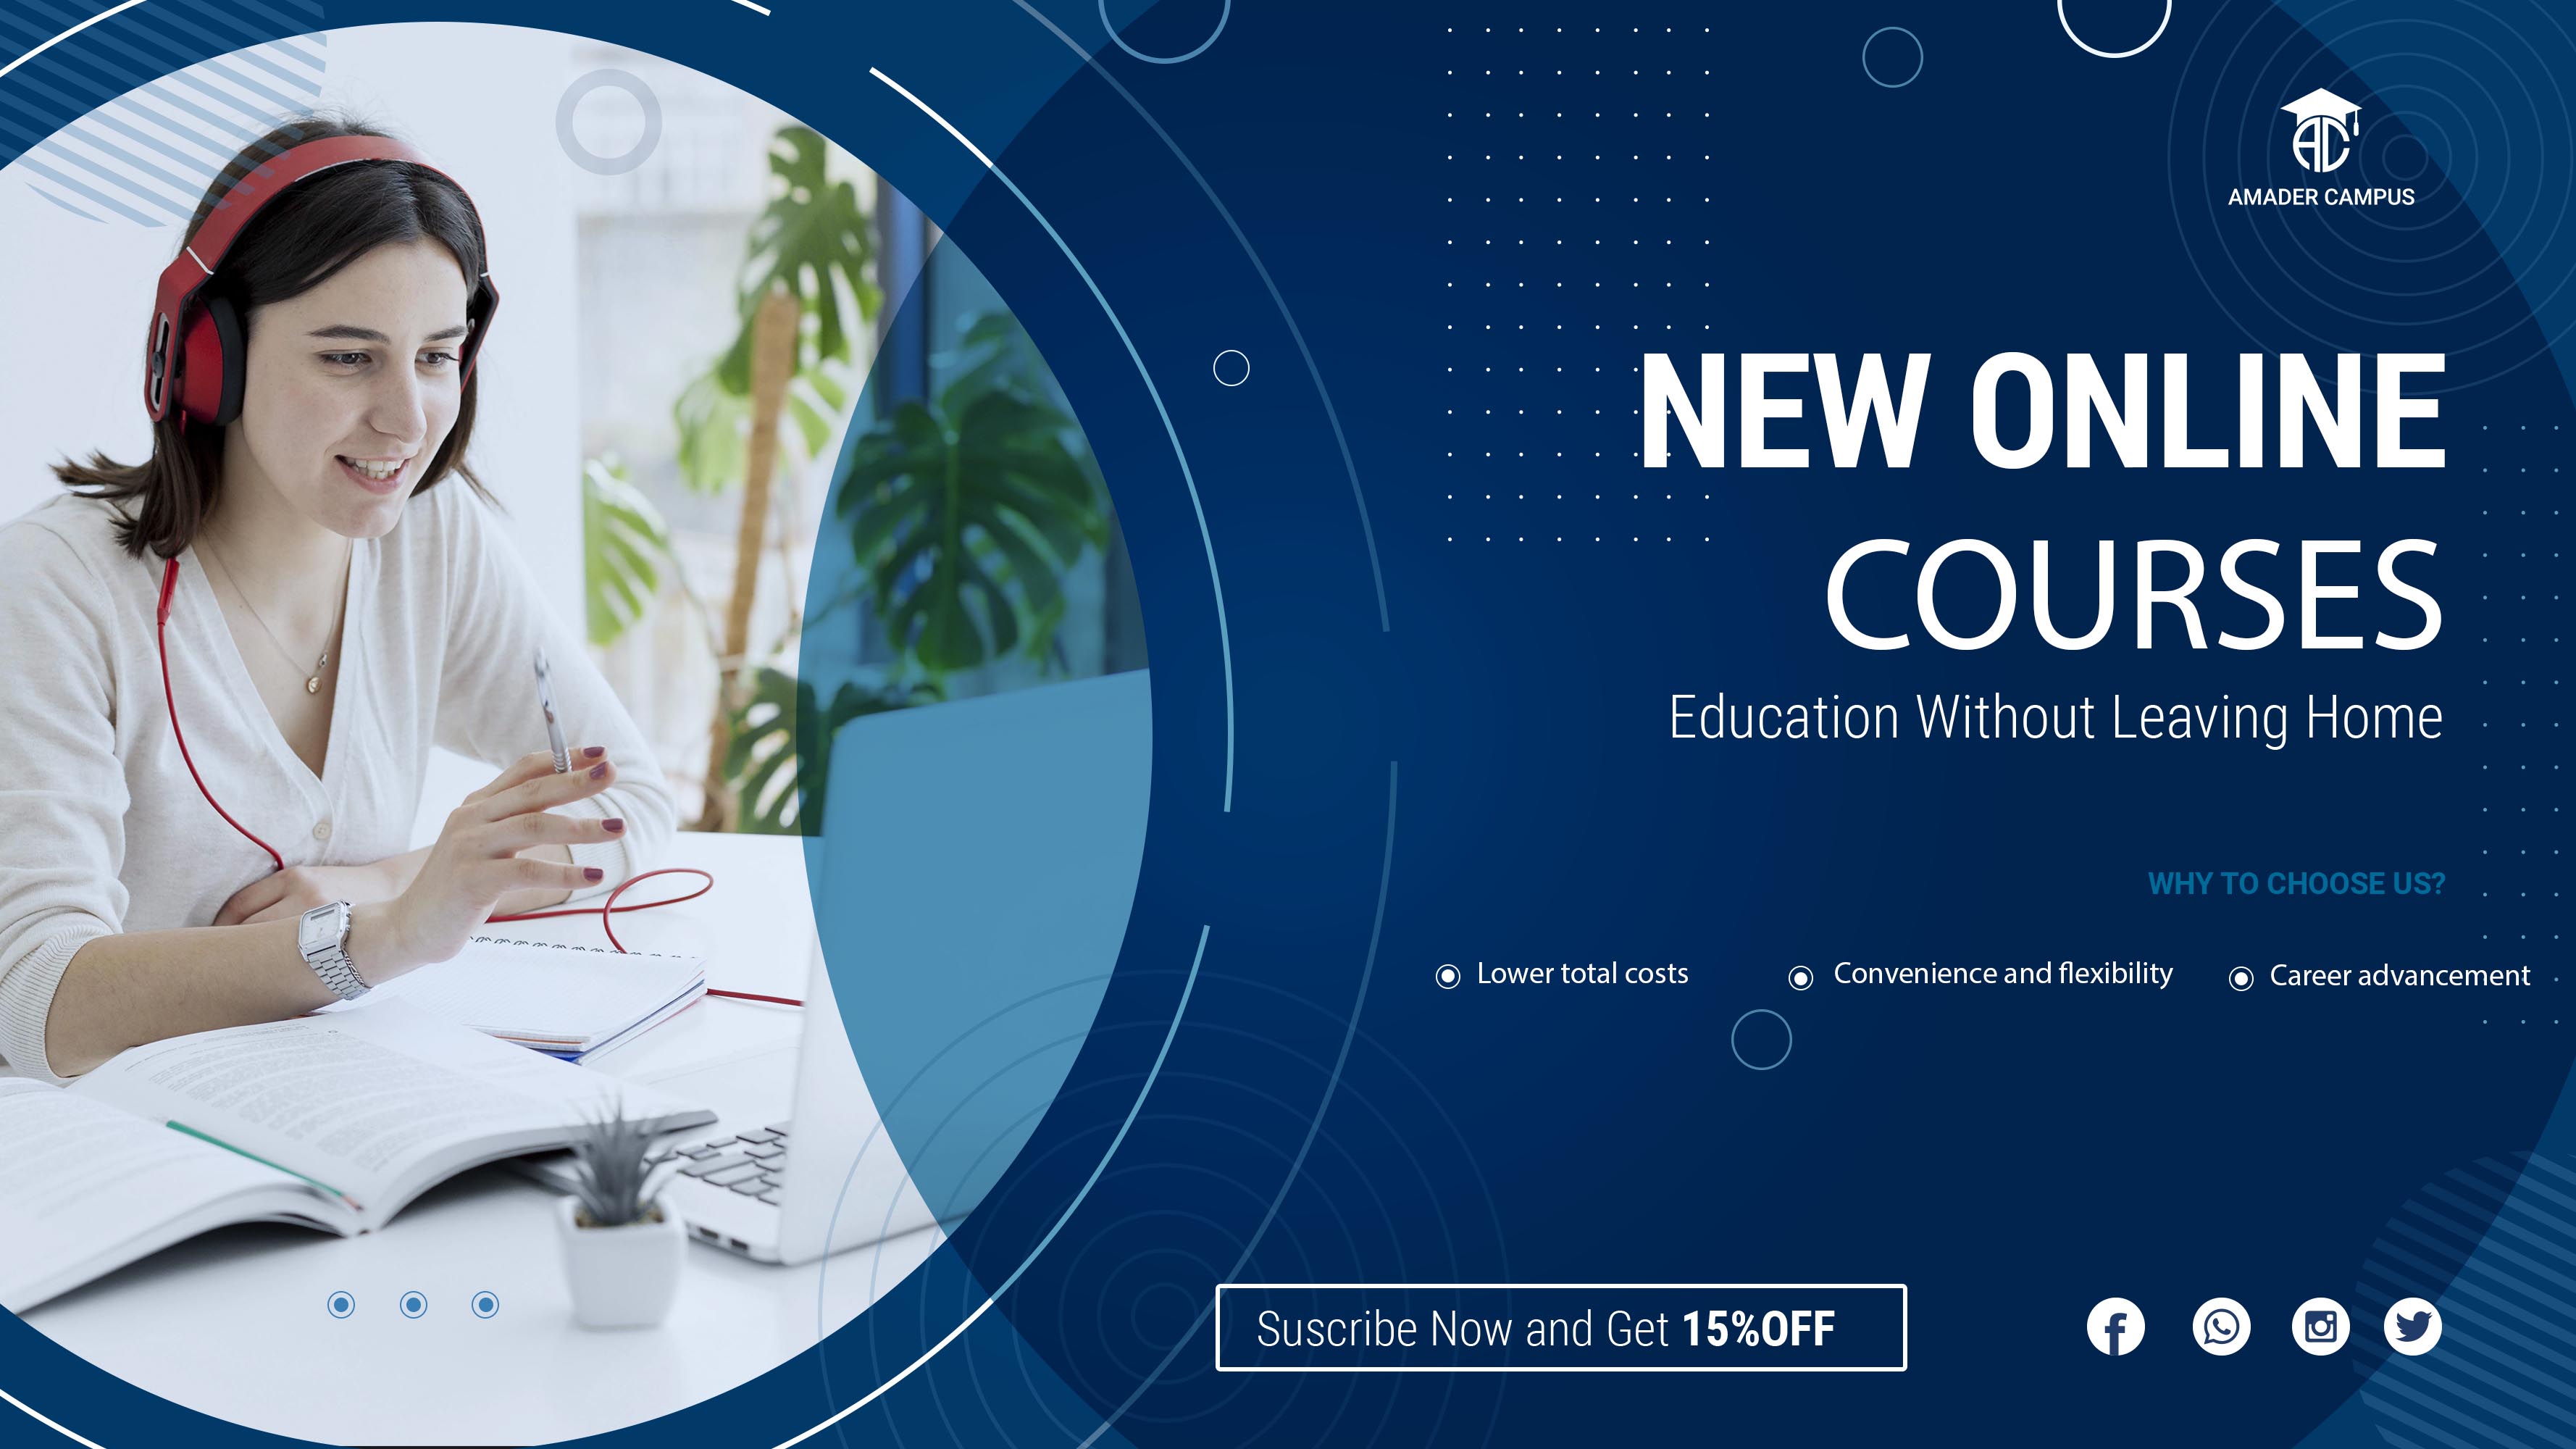 AC
AMADER CAMPUS
NEW ONLINE
COURSES
Education Without Leaving Home
WHY TO CHOOSE US?
Lower total costs
Convenience and flexibility
Career advancement
Suscribe Now and Get 15%OFF